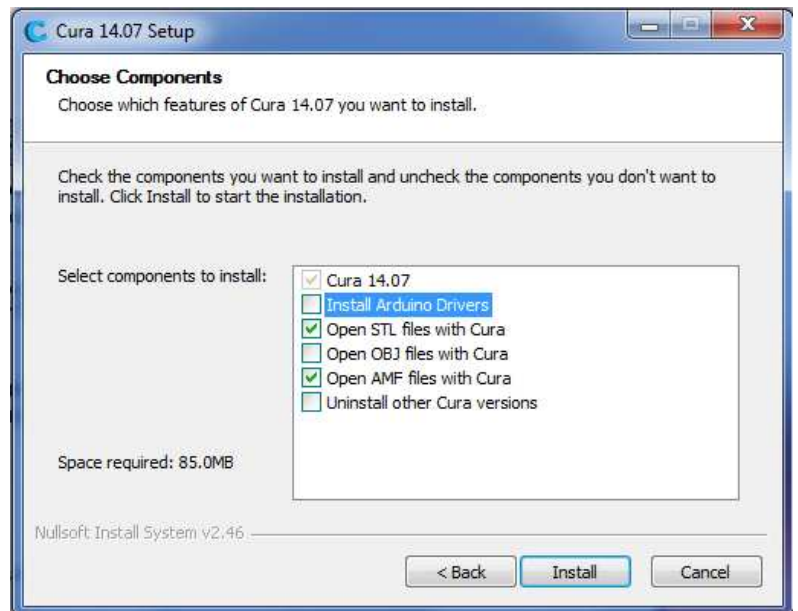 Cura 14.07 Setup
Choose Components
Choose which features of Cura 14.07 you want to install.
Check the components you want to install and uncheck the components you don't want to
install. Click Install to start the installation.
Select components to install:
Cura 14.07
Install Arduino Drivers
Open STL files with Cura
Open OBJ files with Cura
Open AMF files with Cura
Uninstall other Cura versions
Space required: 85.0MB
Nullsoft Install System v2.46
< Back
Install
Cancel